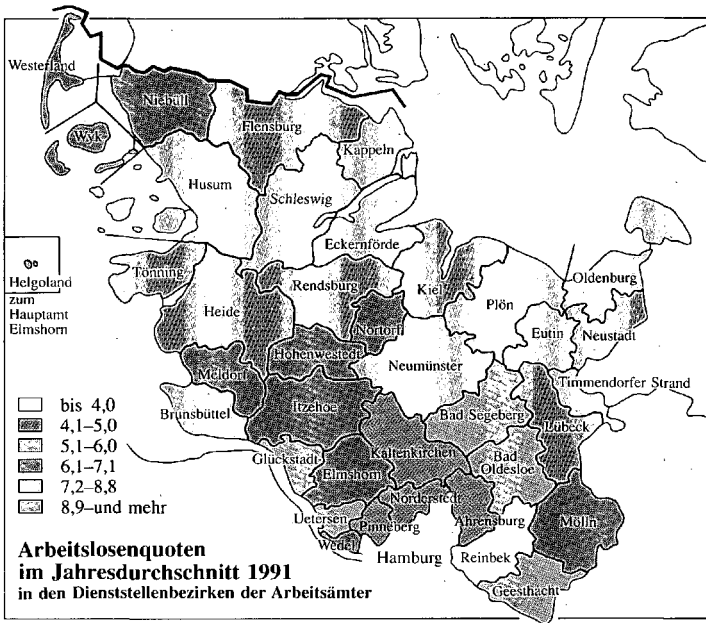 Westerland
Niebüll
Flensburg
Wyk
Kappeln
Husum
Schleswig
Eckernförde
Helgoland
zum
Hauptamt
Elmshorn
Tönning
Rendsburg
Kiel
Oldenburg
Heide
Plön
Nortorf
Eutin
Neustadt
Hohenwestedt
Neumünster
Meldorf
Timmendorfer Strand
Itzehoe
Brunsbüttel
Bad Segeberg
Lübeck
bis 4,0
4,1–5,0
5,1–6,0
6,1–7,1
7,2–8,8
8,9–und mehr
Glückstadt
Kaltenkirchen
Bad
Oldesloe
Elmshorn
Norderstedt
Uetersen
Pinneberg
Ahrensburg
Mölln
Wedel
Hamburg
Reinbek
Geesthacht
Arbeitslosenquoten
im Jahresdurchschnitt 1991
in den Dienststellenbezirken der Arbeitsämter